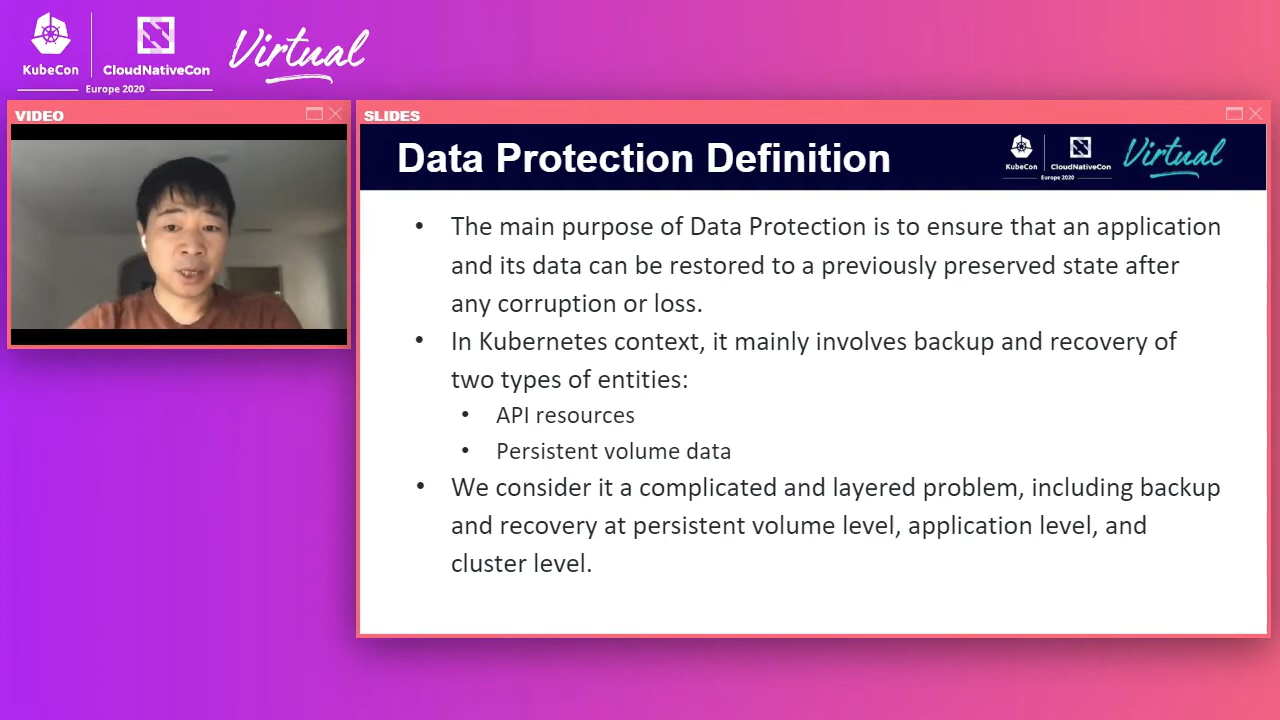 KubeCon
CloudNativeCon
Europe 2020
Virtual
VIDEO
SLIDES
Data Protection Definition
KubeCon
CloudNativeCon
Europe 2020
Virtual
• The main purpose of Data Protection is to ensure that an application
and its data can be restored to a previously preserved state after
any corruption or loss.
• In Kubernetes context, it mainly involves backup and recovery of
two types of entities:
• API resources
• Persistent volume data
• We consider it a complicated and layered problem, including backup
and recovery at persistent volume level, application level, and
cluster level.